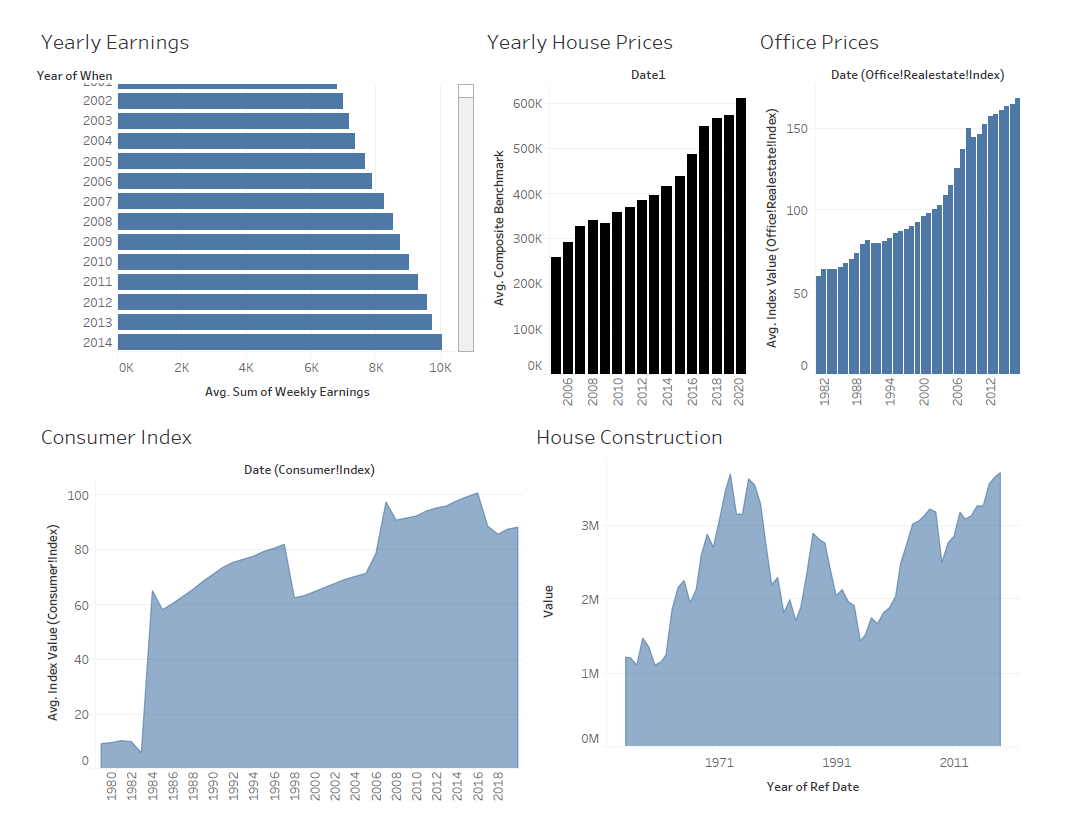 Yearly Earnings
Year of When
2001
2002
2003
2004
2005
2006
2007
2008
2009
2010
2011
2012
2013
2014
0K 2K 4K 6K 8K 10K
Avg. Sum of Weekly Earnings
Yearly House Prices
Date1
Avg. Composite Benchmark
600K
500K
400K
300K
200K
100K
0K
2006 2008 2010 2012 2014 2016 2018 2020
Office Prices
Date (Office!Realestate!Index)
Avg. Index Value (Office!Realestate!Index)
150
100
50
0
1982 1988 1994 2000 2006 2012
Consumer Index
Date (Consumer!Index)
Avg. Index Value (Consumer!Index)
100
80
60
40
20
0
1980 1982 1984 1986 1988 1990 1992 1994 1996 1998 2000 2002 2004 2006 2008 2010 2012 2014 2016 2018
House Construction
Value
3M
2M
1M
0M
1971 1991 2011
Year of Ref Date